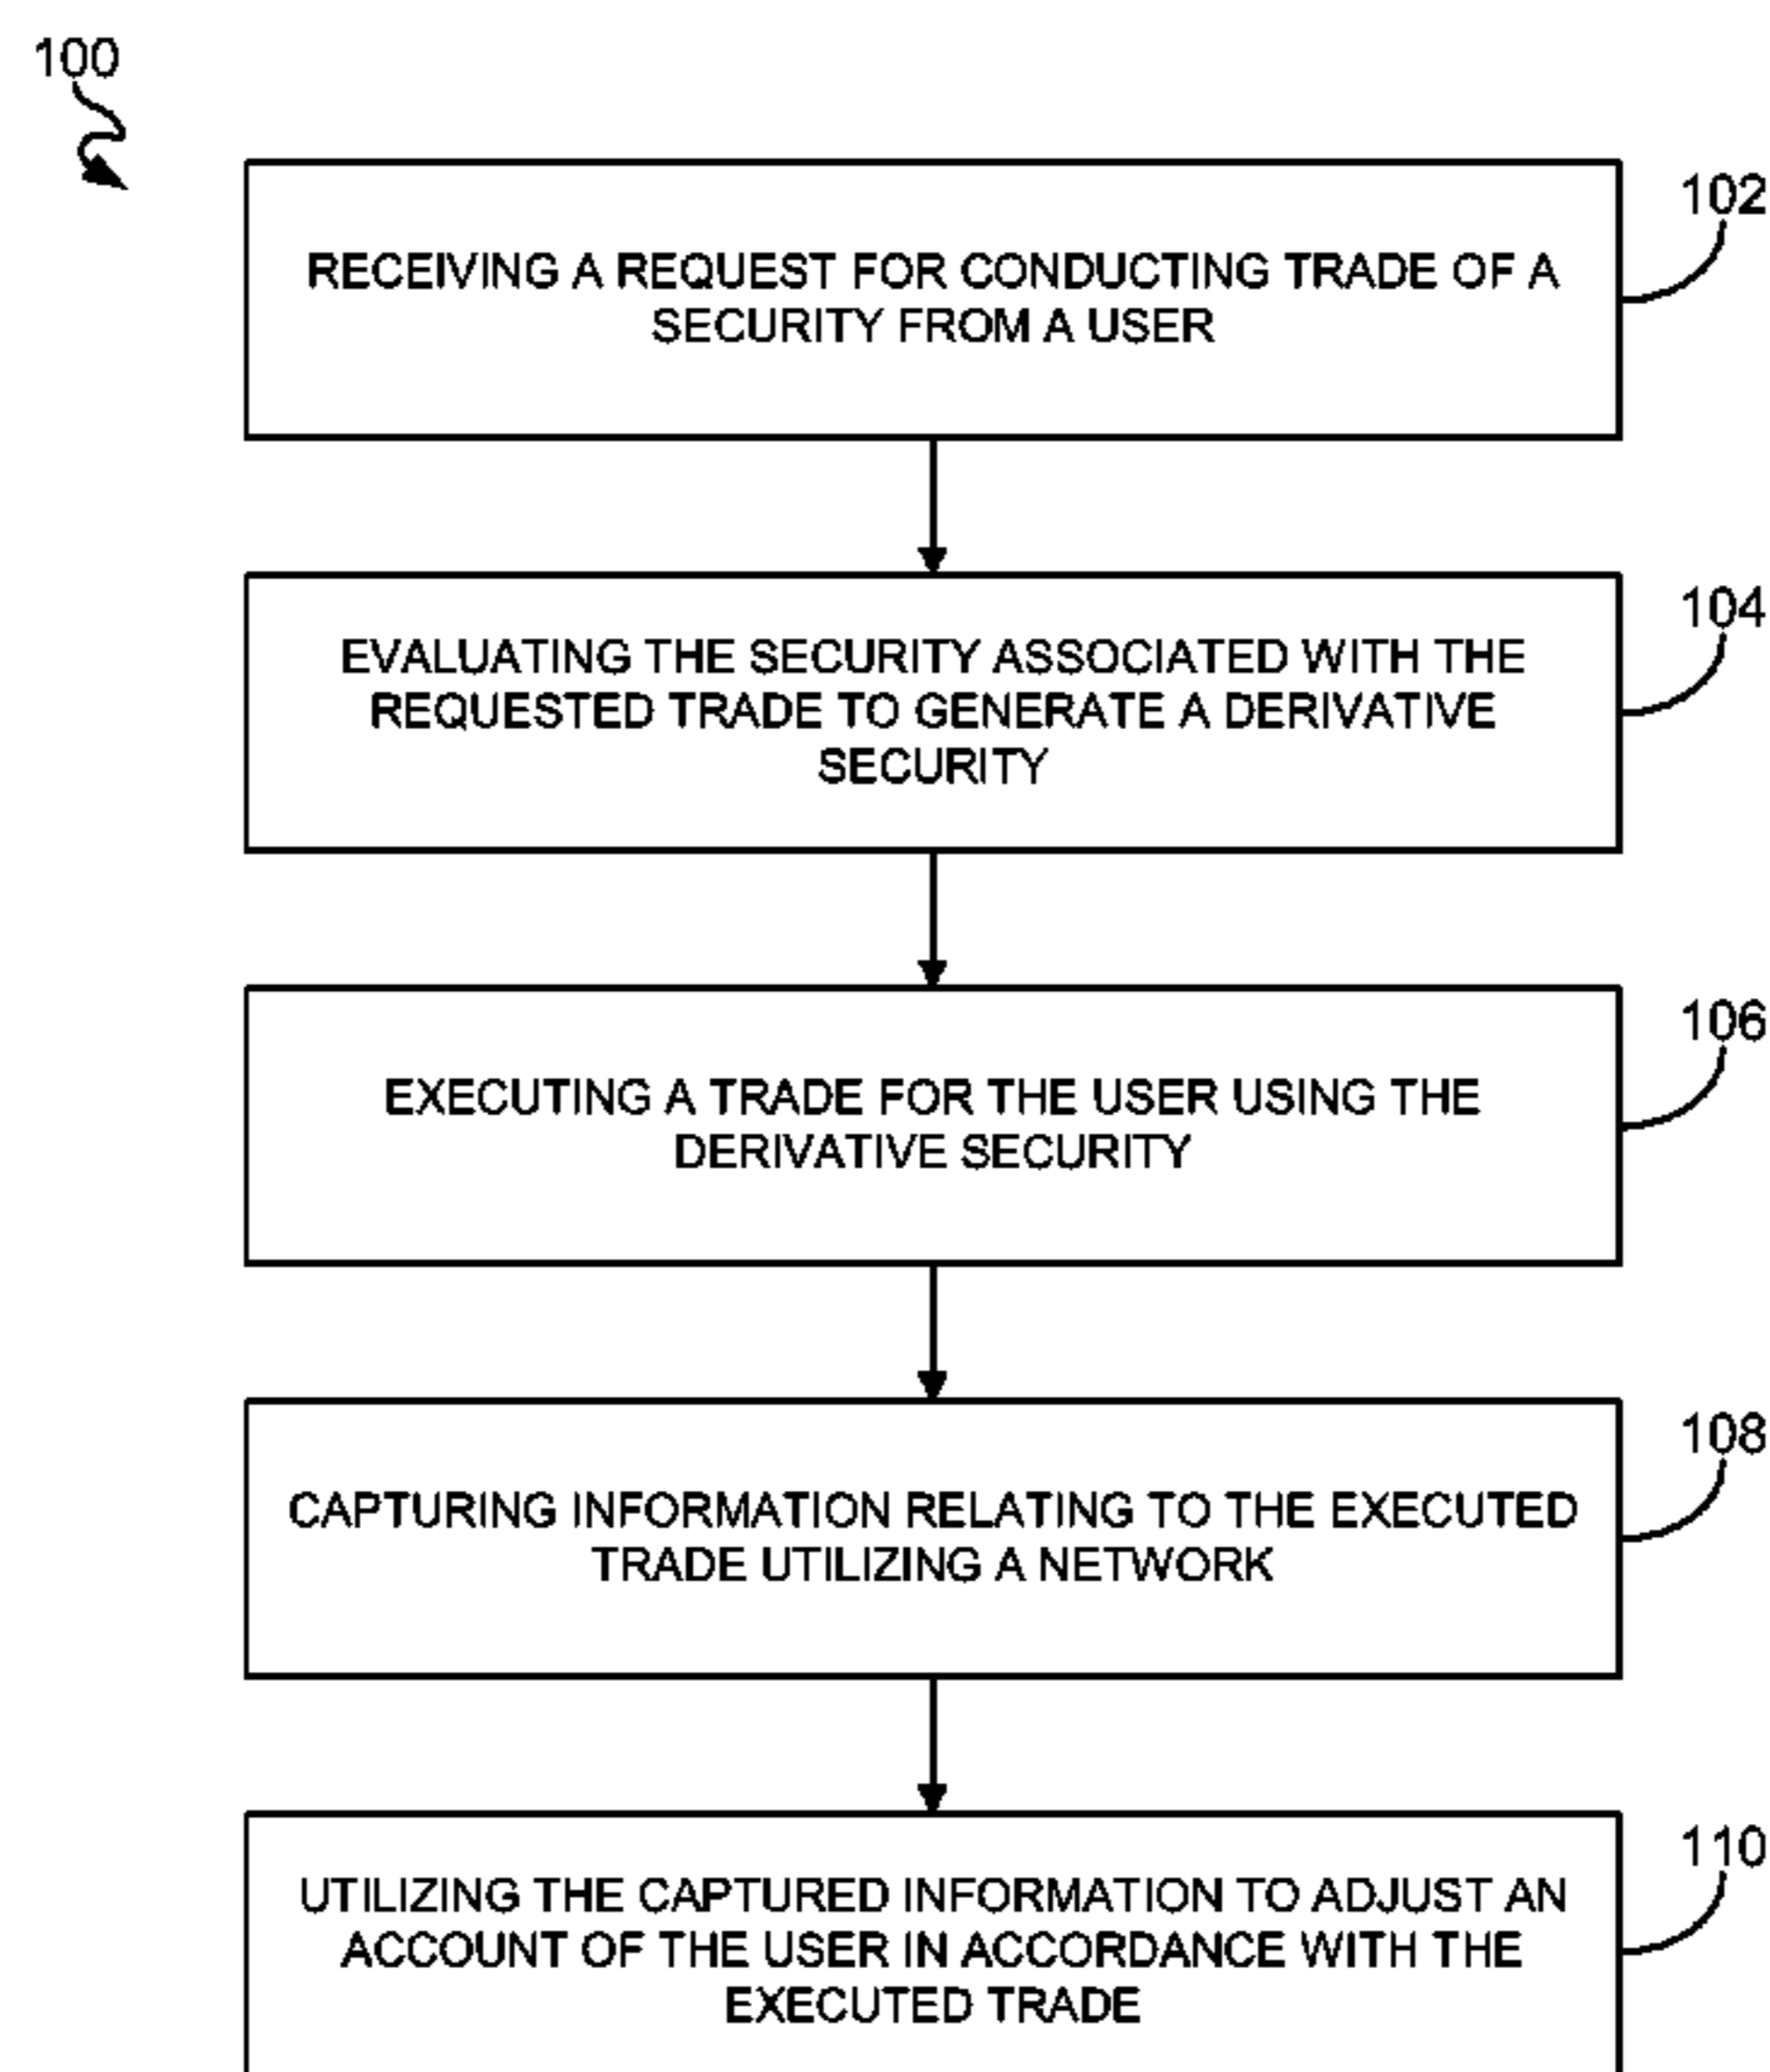 100
102
RECEIVING A REQUEST FOR CONDUCTING TRADE OF A
SECURITY FROM A USER
104
EVALUATING THE SECURITY ASSOCIATED WITH THE
REQUESTED TRADE TO GENERATE A DERIVATIVE
SECURITY
106
EXECUTING A TRADE FOR THE USER USING THE
DERIVATIVE SECURITY
108
CAPTURING INFORMATION RELATING TO THE EXECUTED
TRADE UTILIZING A NETWORK
110
UTILIZING THE CAPTURED INFORMATION TO ADJUST AN
ACCOUNT OF THE USER IN ACCORDANCE WITH THE
EXECUTED TRADE